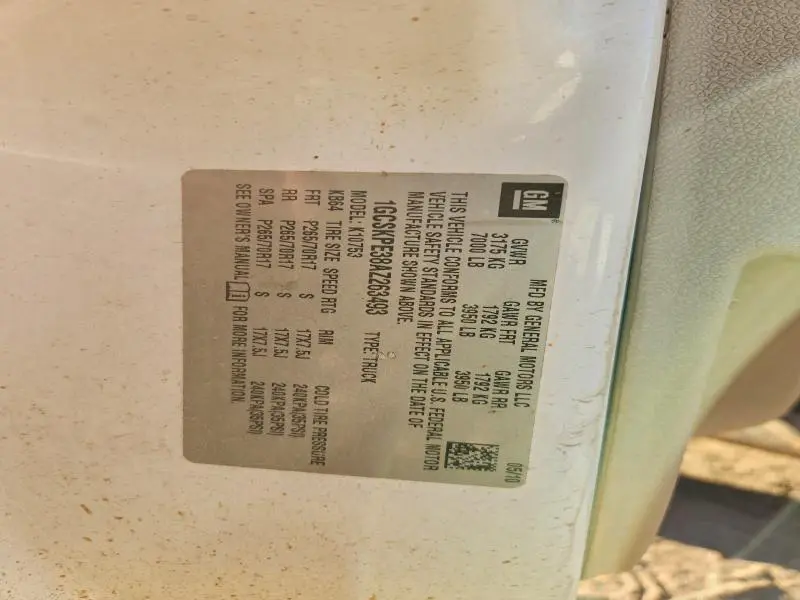 GM
MFD BY GENERAL MOTORS LLC 05/10
GVWR GAWR FRT GAWR RR
3175 KG 1792 KG 1792 KG
7000 LB 3950 LB 3950 LB
THIS VEHICLE CONFORMS TO ALL APPLICABLE U.S. FEDERAL MOTOR
VEHICLE SAFETY STANDARDS IN EFFECT ON THE DATE OF
MANUFACTURE SHOWN ABOVE.
1GCSKPE38AZ263493 TYPE:TRUCK
MODEL: K10753
KB64 TIRE SIZE SPEED RTG RIM COLD TIRE PRESSURE
FRT P265/70R17 S 17X7.5J 240KPA(35PSI)
RR P265/70R17 S 17X7.5J 240KPA(35PSI)
SPA P265/70R17 S 17X7.5J 240KPA(35PSI)
SEE OWNER'S MANUAL FOR MORE INFORMATION.